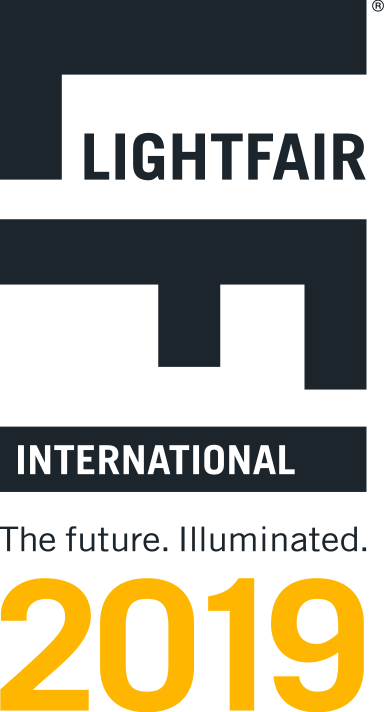 ®
LIGHTFAIR
INTERNATIONAL
The future. Illuminated.
2019